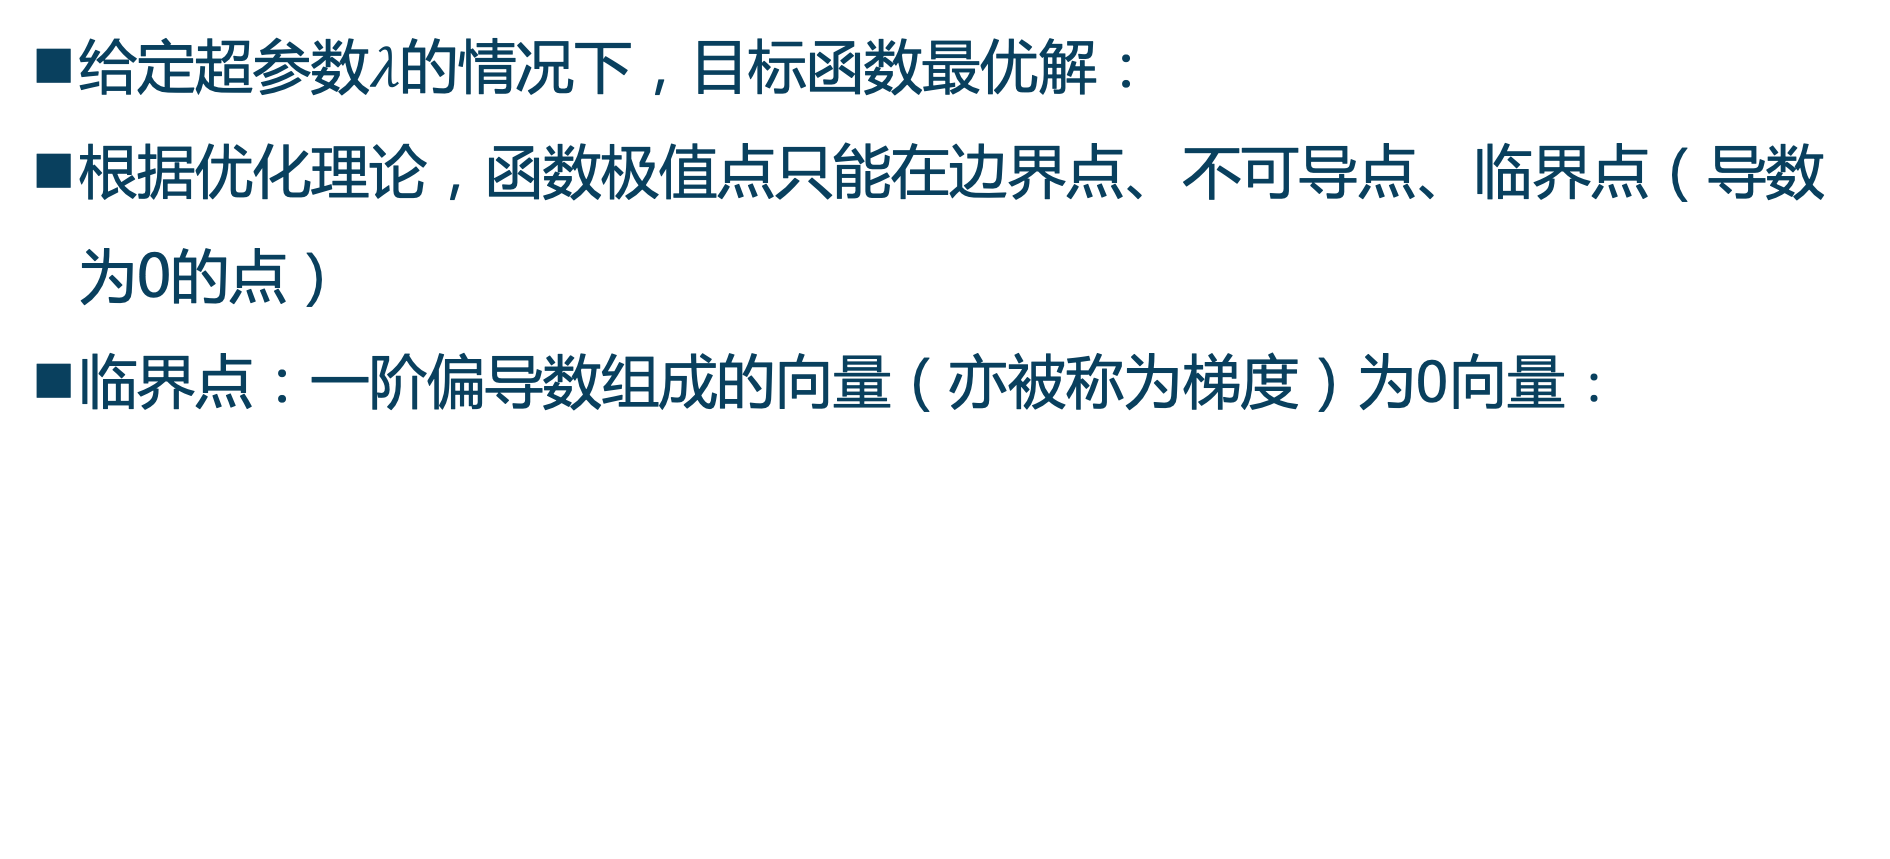 ■给定超参数λ的情况下，目标函数最优解：
■根据优化理论，函数极值点只能在边界点、不可导点、临界点（导数
为0的点）
■临界点：一阶偏导数组成的向量（亦被称为梯度）为0向量：